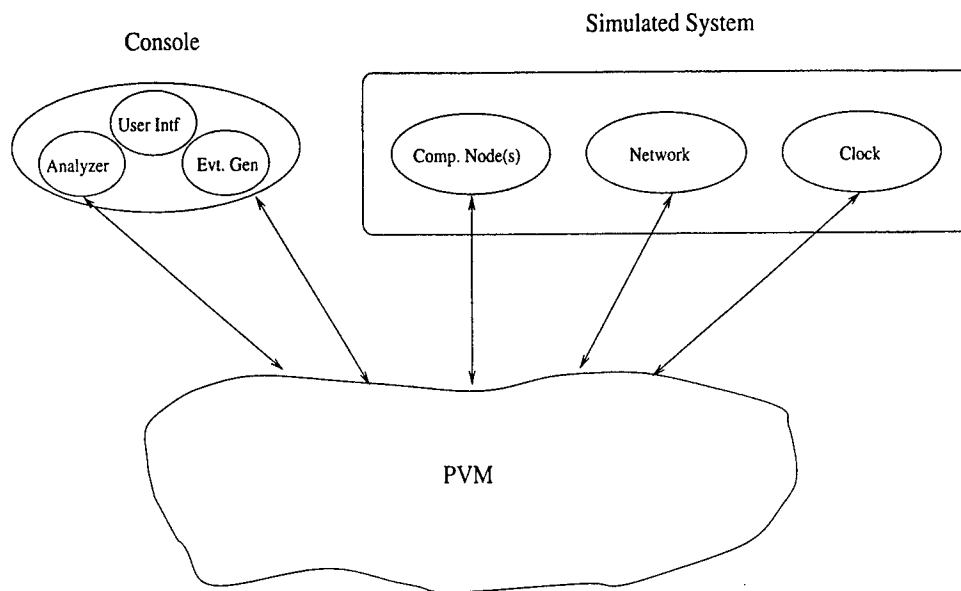 Console
Simulated System
User Intf
Analyzer
Evt. Gen
Comp. Node(s)
Network
Clock
PVM